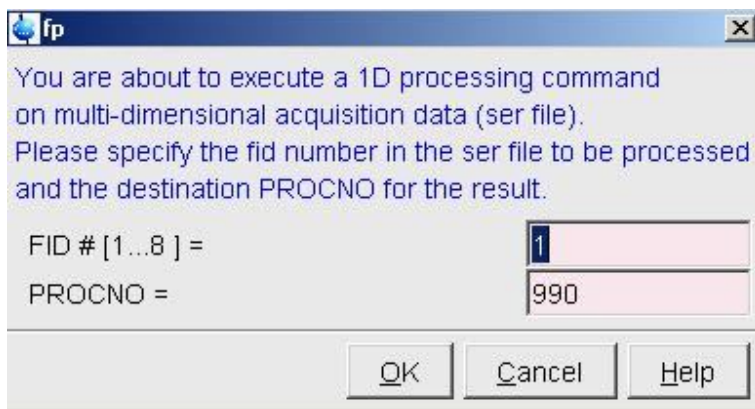 fp
You are about to execute a 1D processing command
on multi-dimensional acquisition data (ser file).
Please specify the fid number in the ser file to be processed
and the destination PROCNO for the result.
FID # [1...8 ] = 1
PROCNO = 990
OK Cancel Help